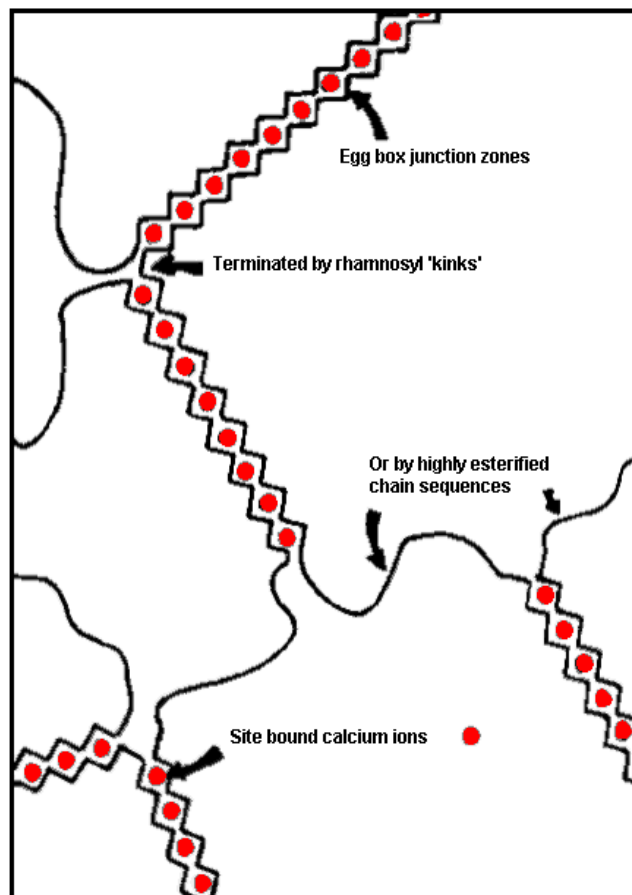 Egg box junction zones
Terminated by rhamnosyl 'kinks'
Or by highly esterified
chain sequences
Site bound calcium ions